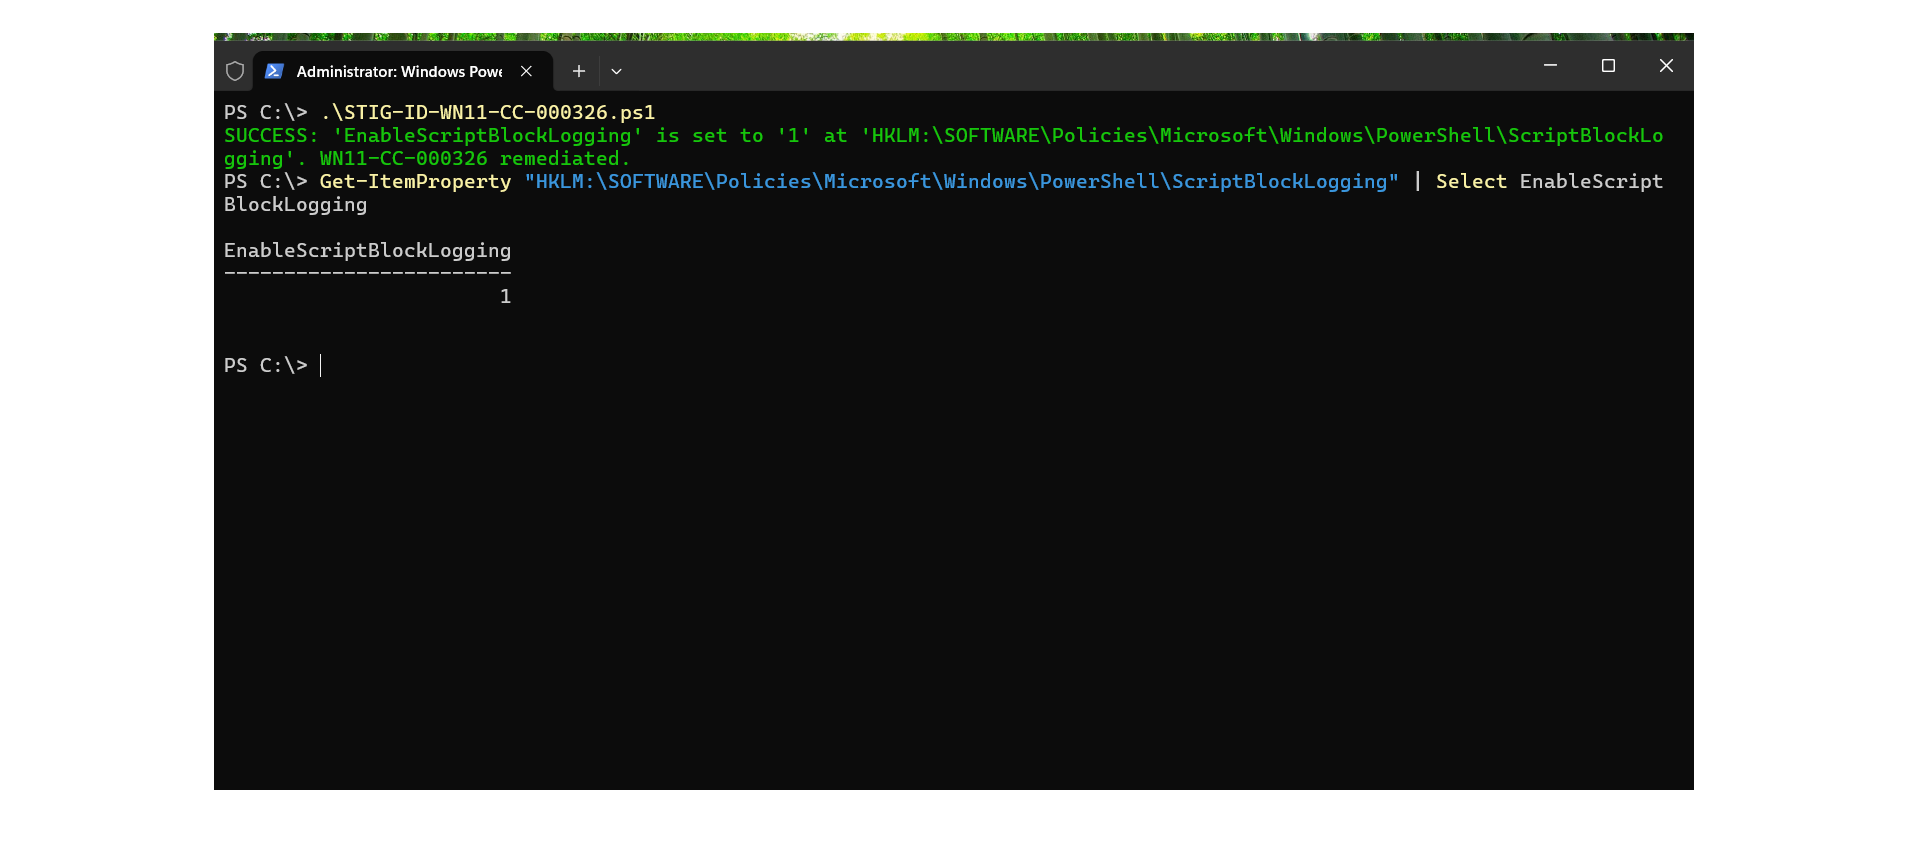 Administrator: Windows Powe
PS C:\> .\STIG-ID-WN11-CC-000326.ps1
SUCCESS: 'EnableScriptBlockLogging' is set to '1' at 'HKLM:\SOFTWARE\Policies\Microsoft\Windows\PowerShell\ScriptBlockLo
gging'. WN11-CC-000326 remediated.
PS C:\> Get-ItemProperty "HKLM:\SOFTWARE\Policies\Microsoft\Windows\PowerShell\ScriptBlockLogging" | Select EnableScript
BlockLogging
EnableScriptBlockLogging
------------------------
1
PS C:\>